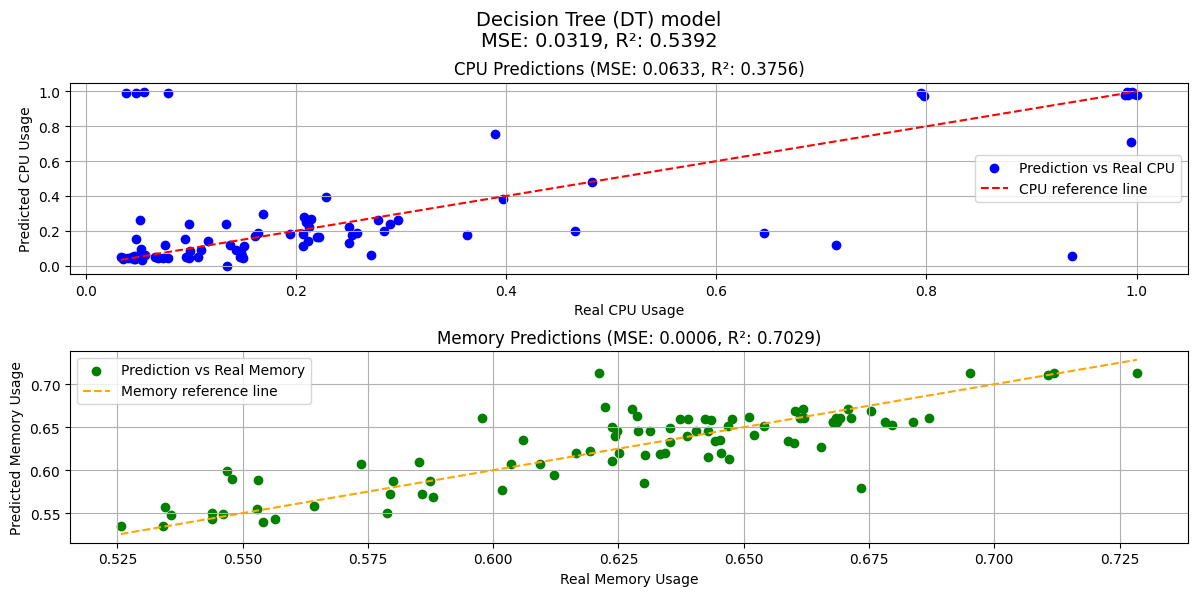 Decision Tree (DT) model
MSE: 0.0319, R²: 0.5392
CPU Predictions (MSE: 0.0633, R²: 0.3756)
Predicted CPU Usage
1.0
0.8
0.6
0.4
0.2
0.0
Prediction vs Real CPU
CPU reference line
0.0 0.2 0.4 0.6 0.8 1.0
Real CPU Usage
Memory Predictions (MSE: 0.0006, R²: 0.7029)
Predicted Memory Usage
0.70
0.65
0.60
0.55
Prediction vs Real Memory
Memory reference line
0.525 0.550 0.575 0.600 0.625 0.650 0.675 0.700 0.725
Real Memory Usage